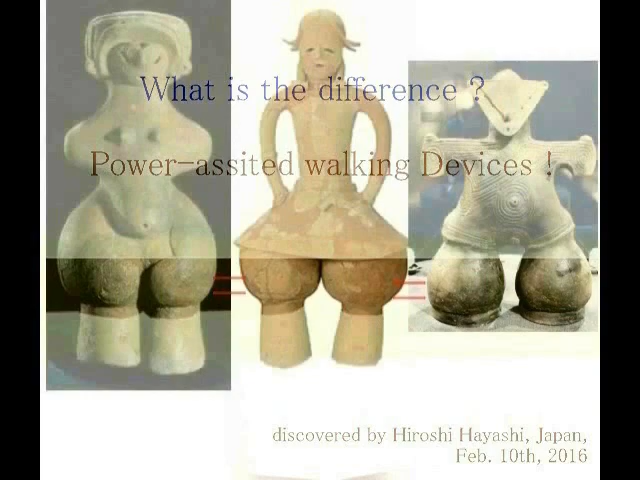 What is the difference ?
Power-assited walking Devices !
discovered by Hiroshi Hayashi, Japan,
Feb. 10th, 2016